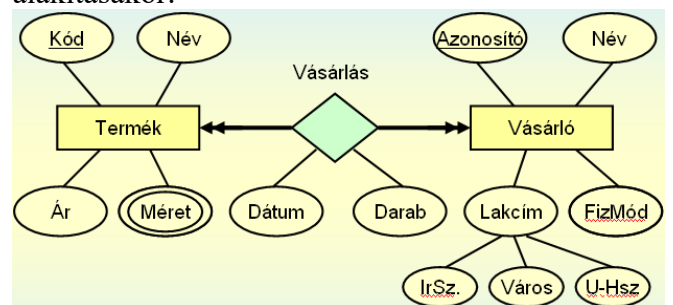 alakításakor.
Kód
Név
Azonosító
Név
Vásárlás
Termék
Vásárló
Ár
Méret
Dátum
Darab
Lakcím
FizMód
IrSz.
Város
U-Hsz